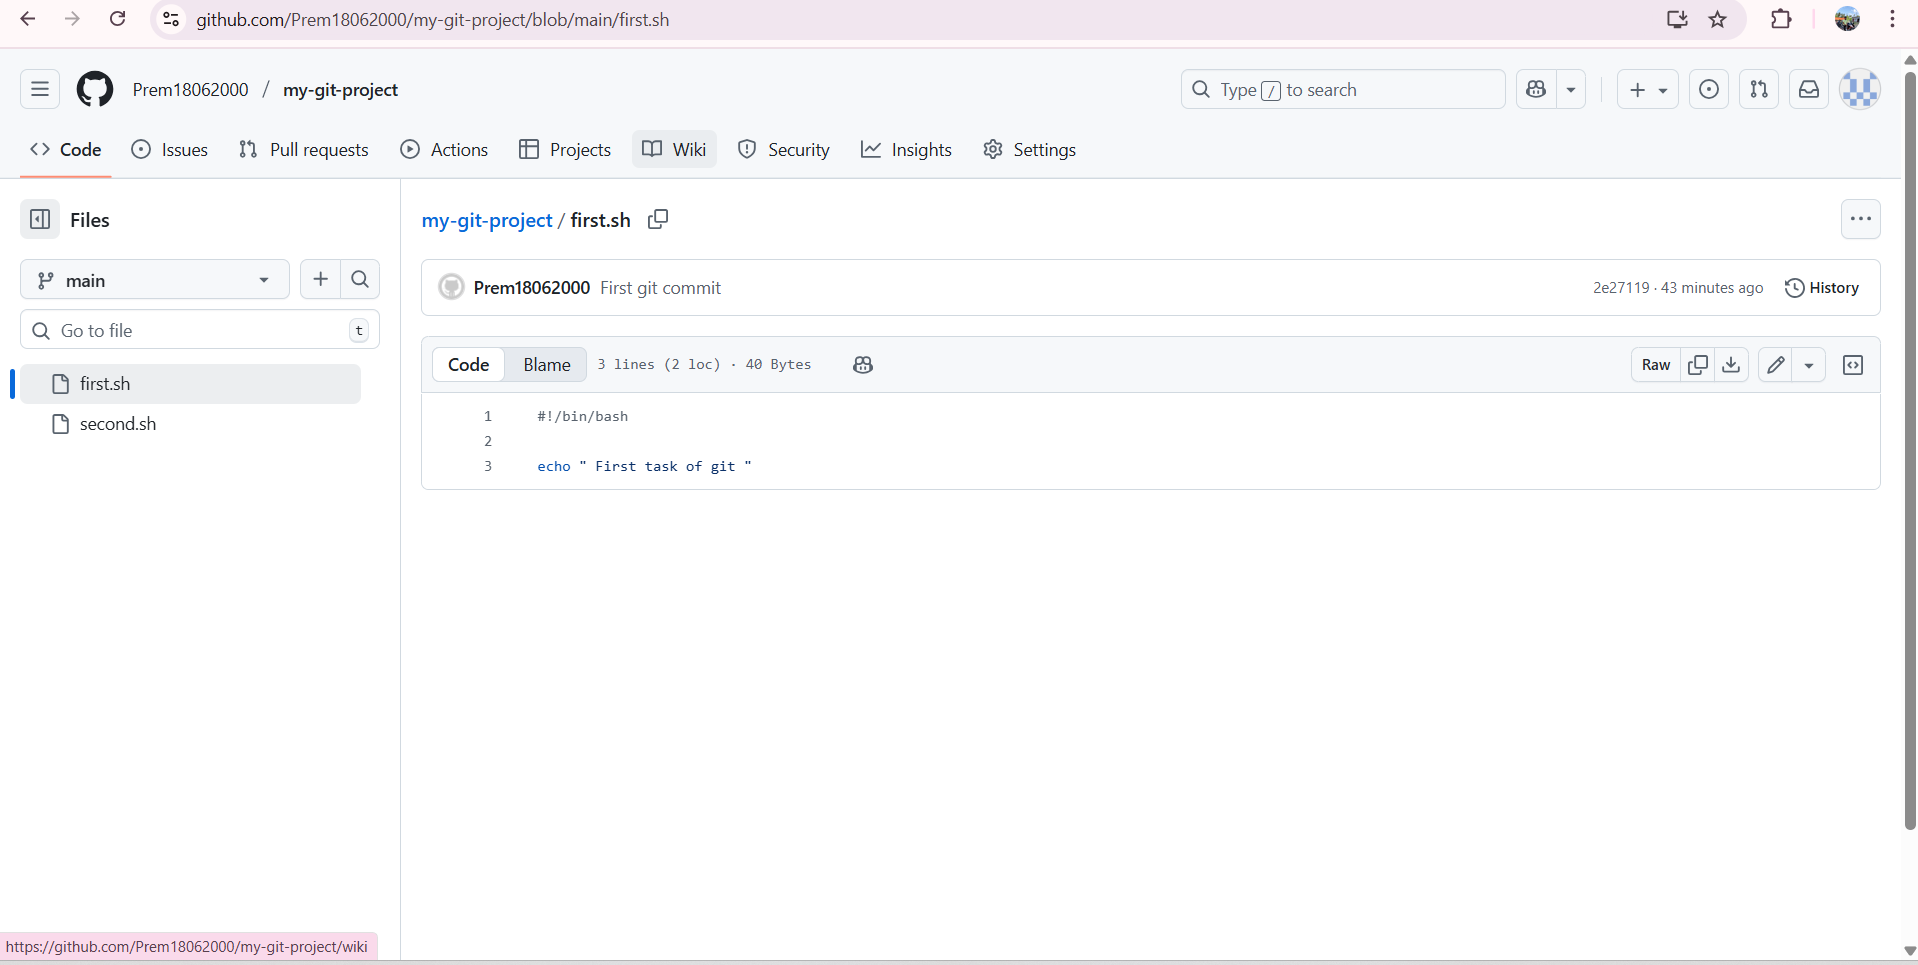 github.com/Prem18062000/my-git-project/blob/main/first.sh
Prem18062000 / my-git-project
Type / to search
Code Issues Pull requests Actions Projects Wiki Security Insights Settings
Files
my-git-project / first.sh
main
Prem18062000 First git commit
2e27119 · 43 minutes ago History
Go to file t
Code Blame 3 lines (2 loc) · 40 Bytes
Raw
first.sh
second.sh
1 #!/bin/bash
2
3 echo " First task of git "
https://github.com/Prem18062000/my-git-project/wiki